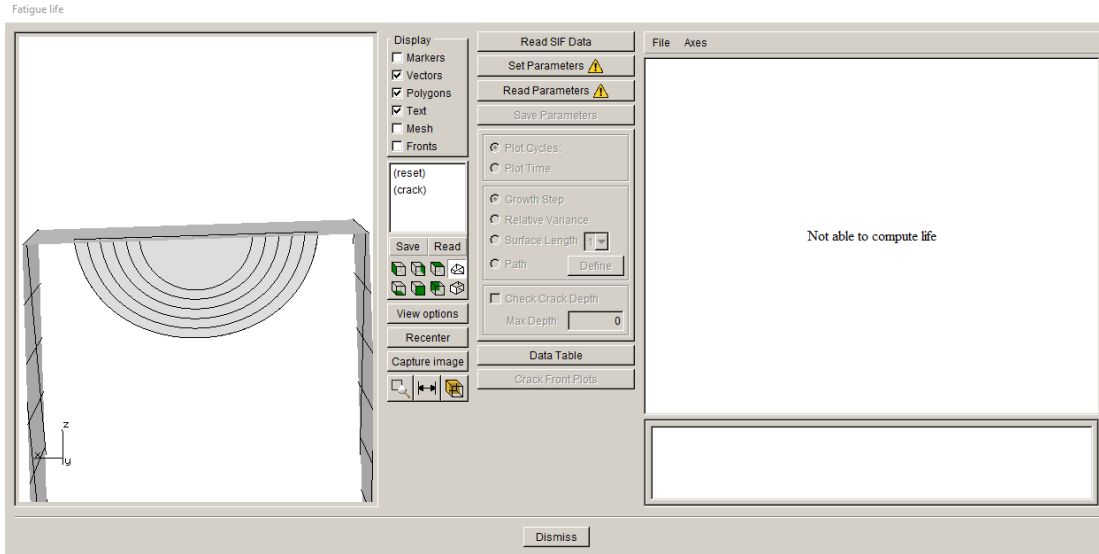 Fatigue life
Display
Markers
Vectors
Polygons
Text
Mesh
Fronts
(reset)
(crack)
Save Read
View options
Recenter
Capture image
Read SIF Data
Set Parameters
Read Parameters
Save Parameters
Plot Cycles:
Plot Time:
Growth Step
Relative Variance
Surface Length 1
Path Define
Check Crack Depth
Max Depth: 0
Data Table
Crack Front Plots
File Axes
Not able to compute life
z
x
y
Dismiss